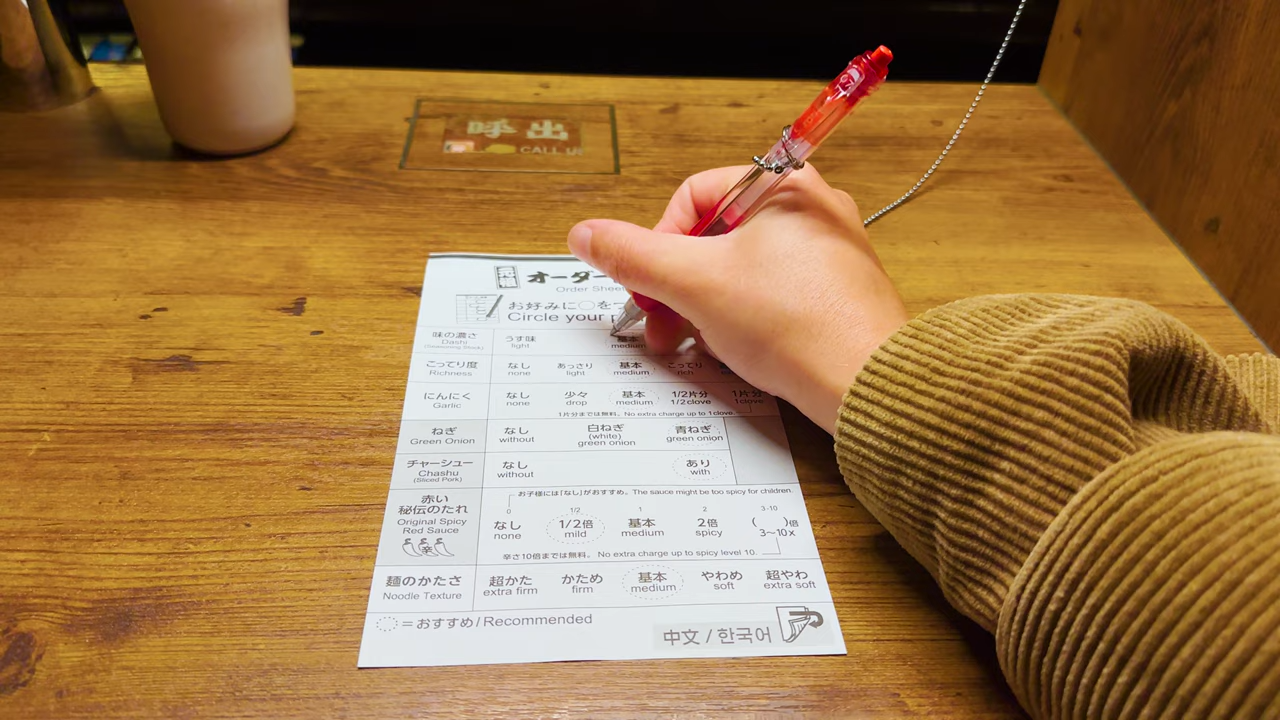 呼出
CALL U
オーダー
Order Sheet
お好みに〇を
Circle your
味の濃さ
Dashi
うす味
light
基本
medium
こってり度
Richness
なし
none
あっさり
light
基本
medium
こってり
rich
にんにく
Garlic
なし
none
少々
drop
基本
medium
1/2片分
1/2clove
1片分
1clove
1片分までは無料。No extra charge up to 1clove.
ねぎ
Green Onion
なし
without
白ねぎ
(white)
green onion
青ねぎ
green onion
チャーシュー
Chashu
(Sliced Pork)
なし
without
あり
with
赤い
秘伝のたれ
Original Spicy
Red Sauce
辛
お子様には「なし」がおすすめ。The sauce might be too spicy for children.
0
なし
none
1/2
1/2倍
mild
1
基本
medium
2
2倍
spicy
3-10
( )倍
3~10x
辛さ10倍までは無料。No extra charge up to spicy level 10.
麺のかたさ
Noodle Texture
超かた
extra firm
かため
firm
基本
medium
やわめ
soft
超やわ
extra soft
=おすすめ/Recommended
中文/한국어